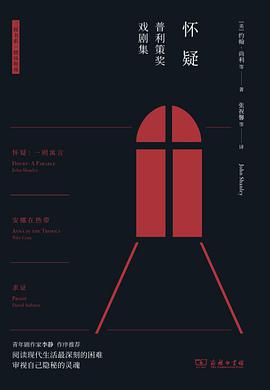 怀疑
普利策奖
戏剧集
[美] 约翰·尚利 等 著
张祝馨 等 译
John Shanley
怀疑：一则寓言
DOUBT: A PARABLE
John Shanley
安娜在热带
ANNA IN THE TROPICS
Nilo Cruz
求证
PROOF
David Auburn
青年剧作家李静 作序推荐
阅读现代生活最深刻的困难
审视自己隐秘的灵魂
商务印书馆